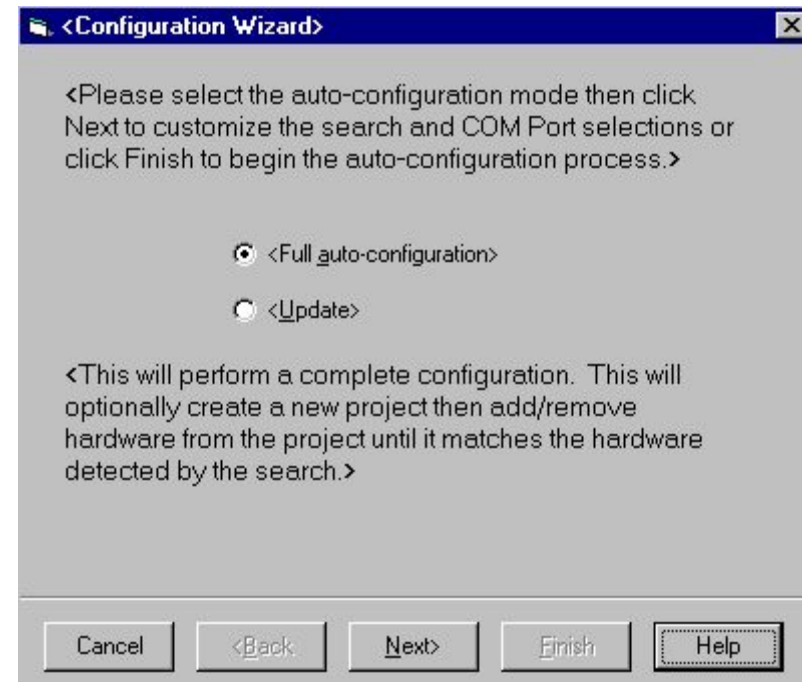 <Configuration Wizard>
<Please select the auto-configuration mode then click
Next to customize the search and COM Port selections or
click Finish to begin the auto-configuration process.>
<Full auto-configuration>
<Update>
<This will perform a complete configuration.  This will
optionally create a new project then add/remove
hardware from the project until it matches the hardware
detected by the search.>
Cancel
<Back
Next>
Finish
Help